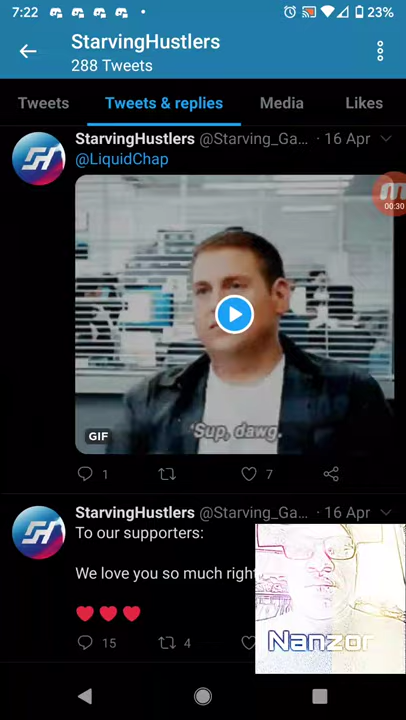 7:22
23%
StarvingHustlers
288 Tweets
Tweets
Tweets & replies
Media
Likes
StarvingHustlers @Starving_Ga... · 16 Apr
@LiquidChap
00:30
'Sup, dawg.
GIF
1
7
StarvingHustlers @Starving_Ga... · 16 Apr
To our supporters:
We love you so much right
15
4
Nanzor